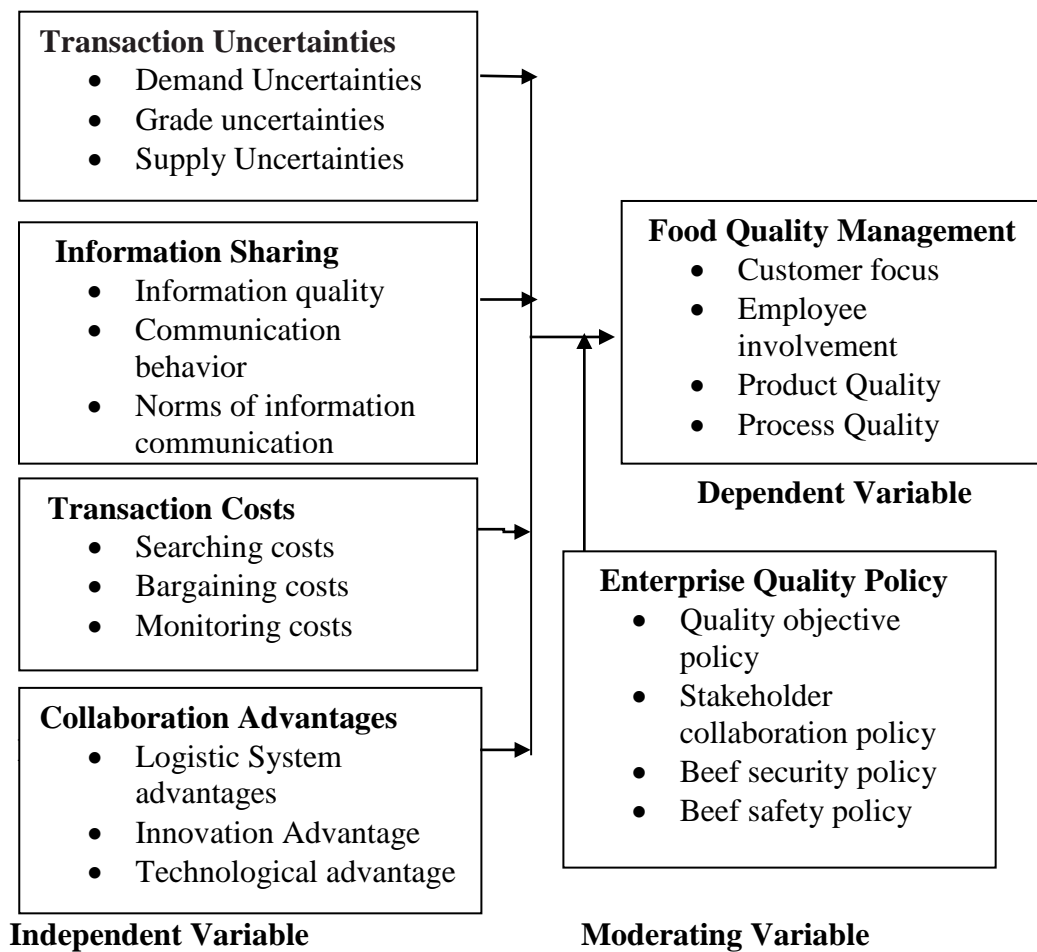 Transaction Uncertainties
• Demand Uncertainties
• Grade uncertainties
• Supply Uncertainties
Information Sharing
• Information quality
• Communication
behavior
• Norms of information
communication
Transaction Costs
• Searching costs
• Bargaining costs
• Monitoring costs
Collaboration Advantages
• Logistic System
advantages
• Innovation Advantage
• Technological advantage
Independent Variable
Food Quality Management
• Customer focus
• Employee
involvement
• Product Quality
• Process Quality
Dependent Variable
Enterprise Quality Policy
• Quality objective
policy
• Stakeholder
collaboration policy
• Beef security policy
• Beef safety policy
Moderating Variable